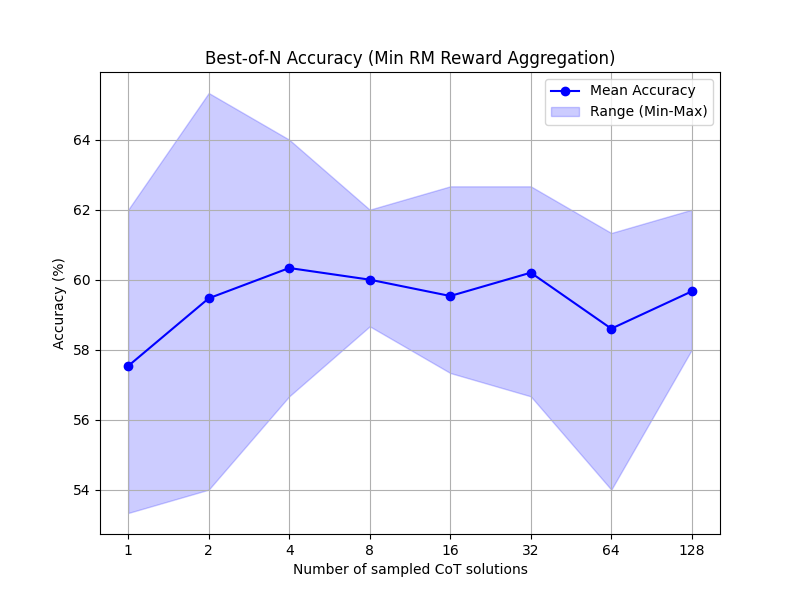 Best-of-N Accuracy (Min RM Reward Aggregation)
Mean Accuracy
Range (Min-Max)
Accuracy (%)
64
62
60
58
56
54
1 2 4 8 16 32 64 128
Number of sampled CoT solutions